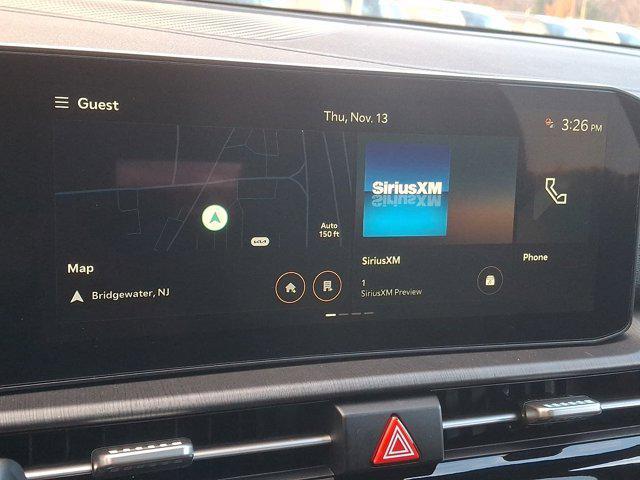 Guest
Thu, Nov. 13
3:26 PM
SiriusXM
Auto
150 ft
KIA
Map
Bridgewater, NJ
SiriusXM
1
SiriusXM Preview
Phone